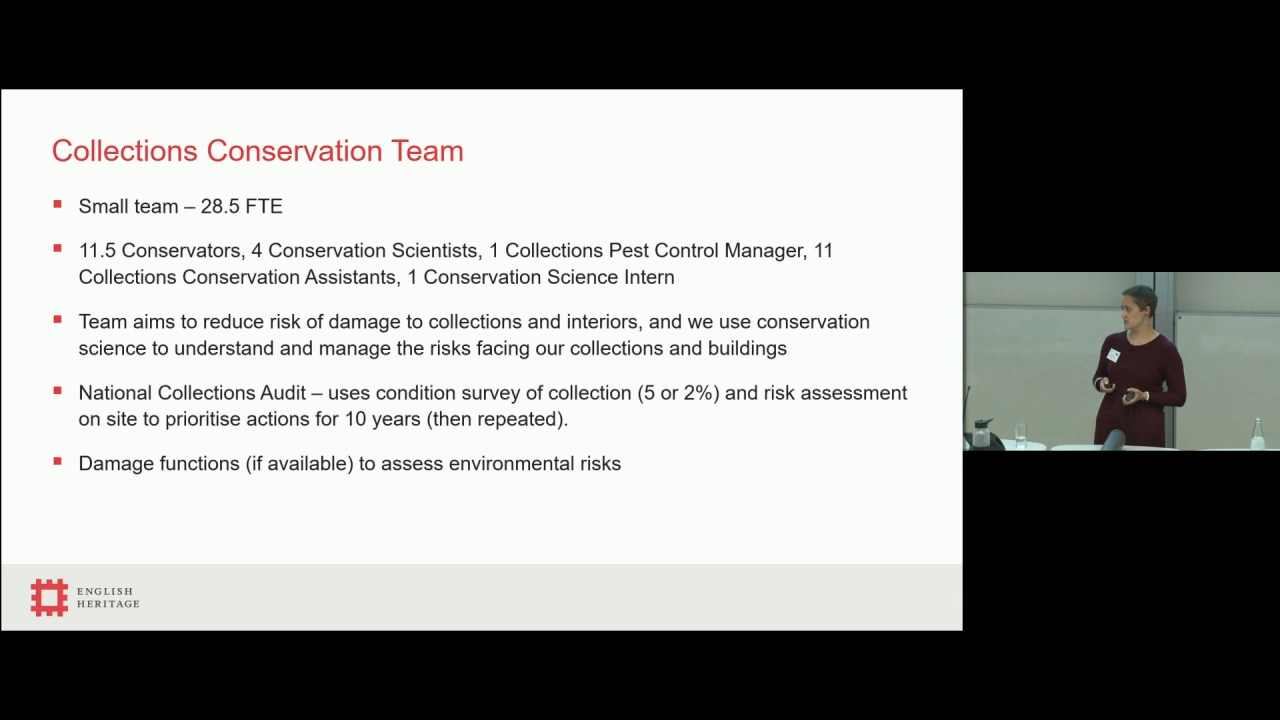 Collections Conservation Team
▪ Small team – 28.5 FTE
▪ 11.5 Conservators, 4 Conservation Scientists, 1 Collections Pest Control Manager, 11
Collections Conservation Assistants, 1 Conservation Science Intern
▪ Team aims to reduce risk of damage to collections and interiors, and we use conservation
science to understand and manage the risks facing our collections and buildings
▪ National Collections Audit – uses condition survey of collection (5 or 2%) and risk assessment
on site to prioritise actions for 10 years (then repeated).
▪ Damage functions (if available) to assess environmental risks
ENGLISH
HERITAGE